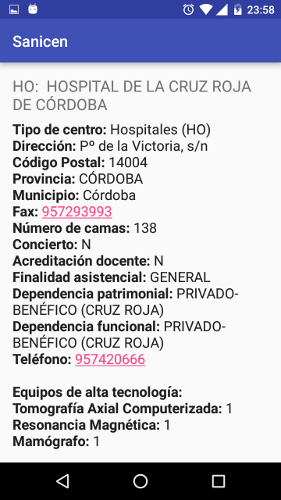 23:58
Sanicen
HO: HOSPITAL DE LA CRUZ ROJA
DE CÓRDOBA
Tipo de centro: Hospitales (HO)
Dirección: Pº de la Victoria, s/n
Código Postal: 14004
Provincia: CÓRDOBA
Municipio: Córdoba
Fax: 957293993
Número de camas: 138
Concierto: N
Acreditación docente: N
Finalidad asistencial: GENERAL
Dependencia patrimonial: PRIVADO-
BENÉFICO (CRUZ ROJA)
Dependencia funcional: PRIVADO-
BENÉFICO (CRUZ ROJA)
Teléfono: 957420666
Equipos de alta tecnología:
Tomografía Axial Computerizada: 1
Resonancia Magnética: 1
Mamógrafo: 1